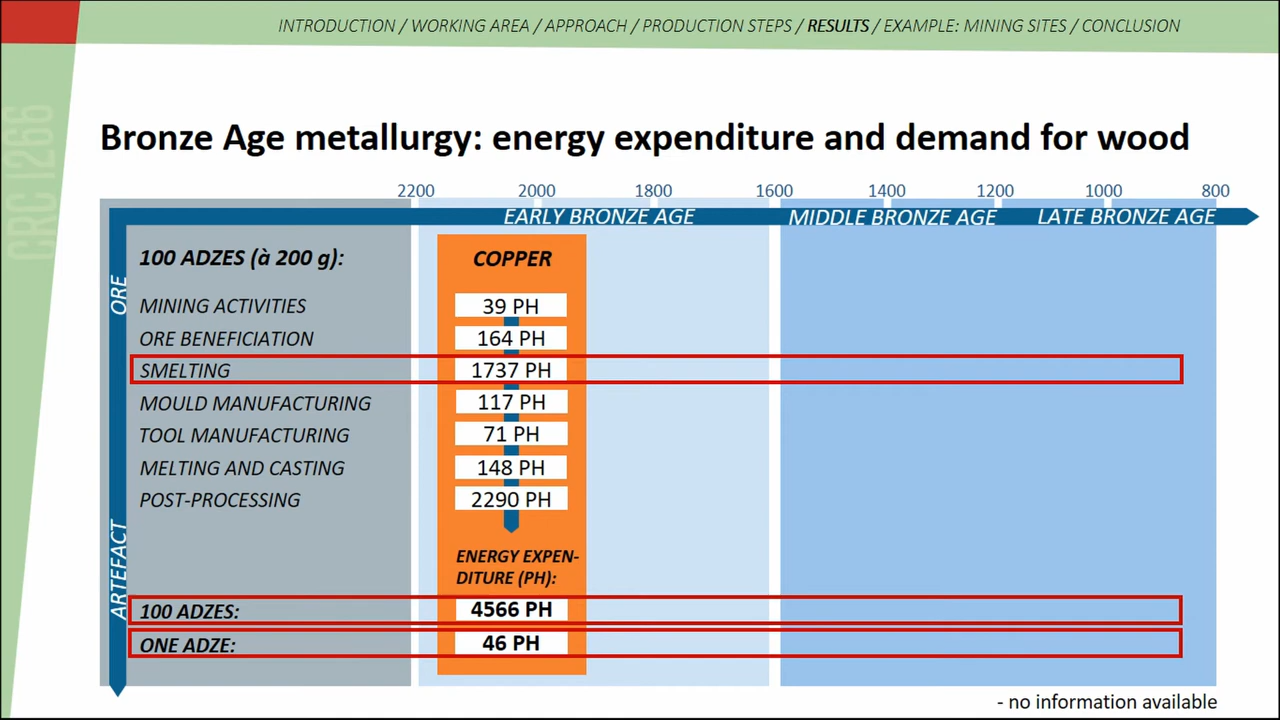 INTRODUCTION / WORKING AREA / APPROACH / PRODUCTION STEPS / RESULTS / EXAMPLE: MINING SITES / CONCLUSION
CRC 1266
Bronze Age metallurgy: energy expenditure and demand for wood
2200 2000 1800 1600 1400 1200 1000 800
EARLY BRONZE AGE MIDDLE BRONZE AGE LATE BRONZE AGE
ORE
100 ADZES (à 200 g): COPPER
MINING ACTIVITIES 39 PH
ORE BENEFICIATION 164 PH
SMELTING 1737 PH
MOULD MANUFACTURING 117 PH
TOOL MANUFACTURING 71 PH
MELTING AND CASTING 148 PH
POST-PROCESSING 2290 PH
ARTEFACT
ENERGY EXPEN-
DITURE (PH):
100 ADZES: 4566 PH
ONE ADZE: 46 PH
- no information available